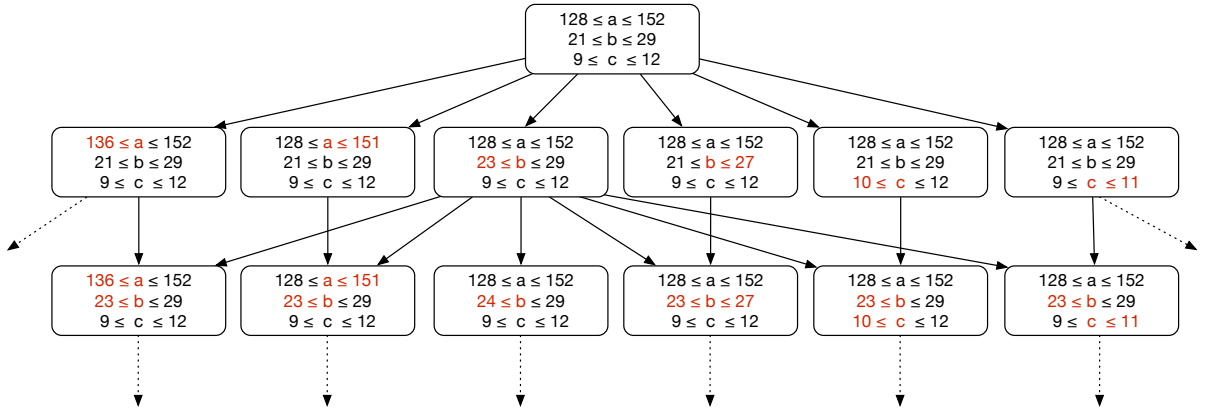 128 ≤ a ≤ 152
21 ≤ b ≤ 29
9 ≤ c ≤ 12
136 ≤ a ≤ 152
21 ≤ b ≤ 29
9 ≤ c ≤ 12
128 ≤ a ≤ 151
21 ≤ b ≤ 29
9 ≤ c ≤ 12
128 ≤ a ≤ 152
23 ≤ b ≤ 29
9 ≤ c ≤ 12
128 ≤ a ≤ 152
21 ≤ b ≤ 27
9 ≤ c ≤ 12
128 ≤ a ≤ 152
21 ≤ b ≤ 29
10 ≤ c ≤ 12
128 ≤ a ≤ 152
21 ≤ b ≤ 29
9 ≤ c ≤ 11
136 ≤ a ≤ 152
23 ≤ b ≤ 29
9 ≤ c ≤ 12
128 ≤ a ≤ 151
23 ≤ b ≤ 29
9 ≤ c ≤ 12
128 ≤ a ≤ 152
24 ≤ b ≤ 29
9 ≤ c ≤ 12
128 ≤ a ≤ 152
23 ≤ b ≤ 27
9 ≤ c ≤ 12
128 ≤ a ≤ 152
23 ≤ b ≤ 29
10 ≤ c ≤ 12
128 ≤ a ≤ 152
23 ≤ b ≤ 29
9 ≤ c ≤ 11